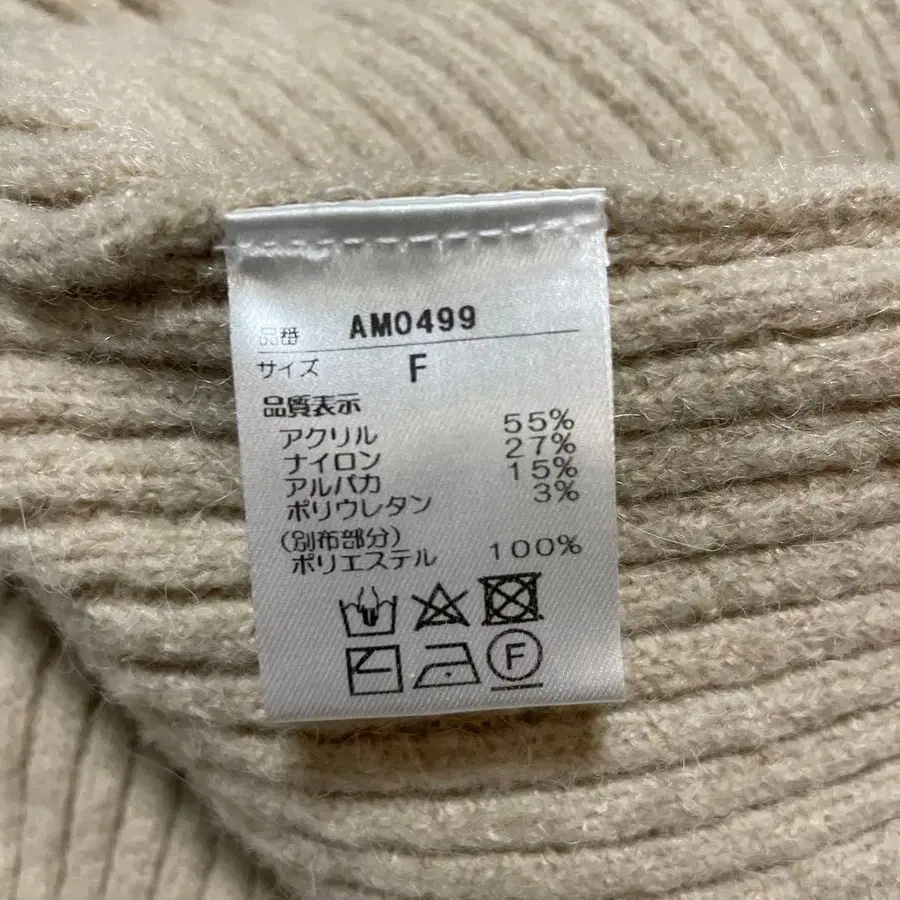 品番 AM0499
サイズ F
品質表示
アクリル 55%
ナイロン 27%
アルパカ 15%
ポリウレタン 3%
(別布部分)
ポリエステル 100%
F